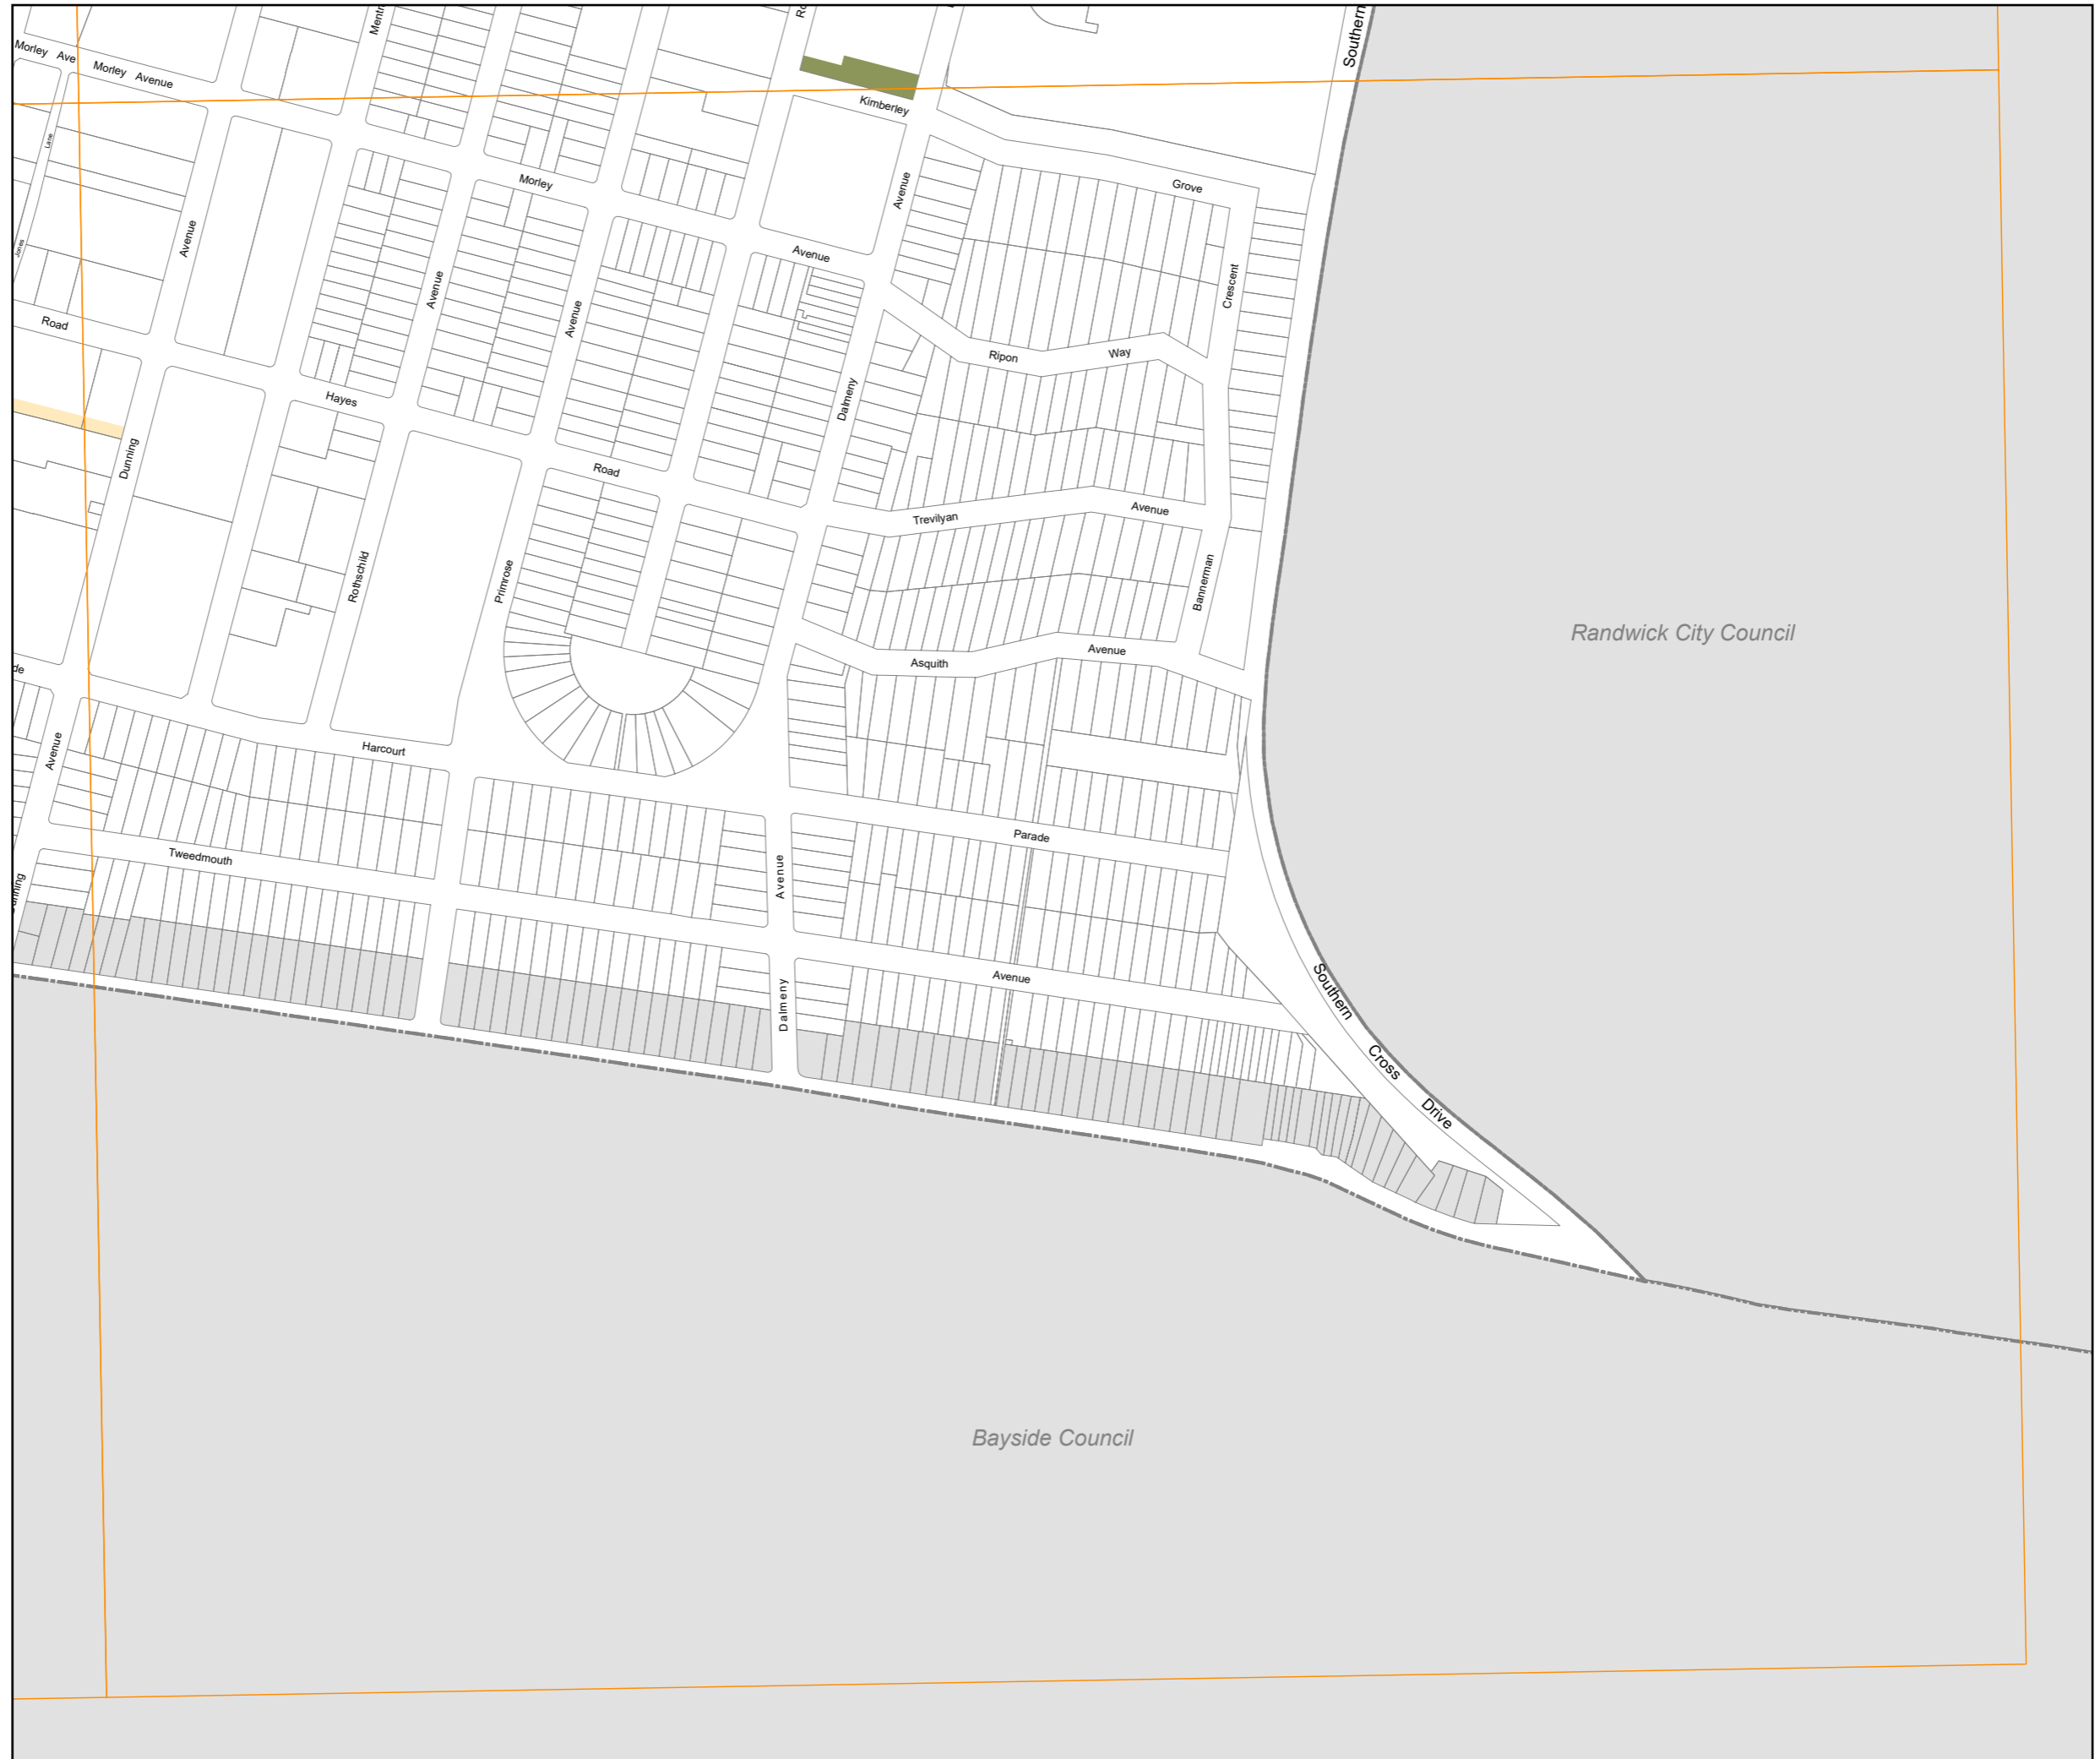 Southern
Morley Ave
Morley Avenue
Kimberley
Lane
Morley
Avenue
Grove
Avenue
Avenue
Jones
Avenue
Avenue
Crescent
Road
Ripon
Way
Hayes
Dalmeny
Dunning
Road
Trevilyan
Avenue
Rothschild
Primrose
Bannerman
Randwick City Council
Asquith
Avenue
Avenue
Harcourt
Parade
Tweedmouth
Avenue
Avenue
Dalmeny
Southern
Cross
Drive
Bayside Council